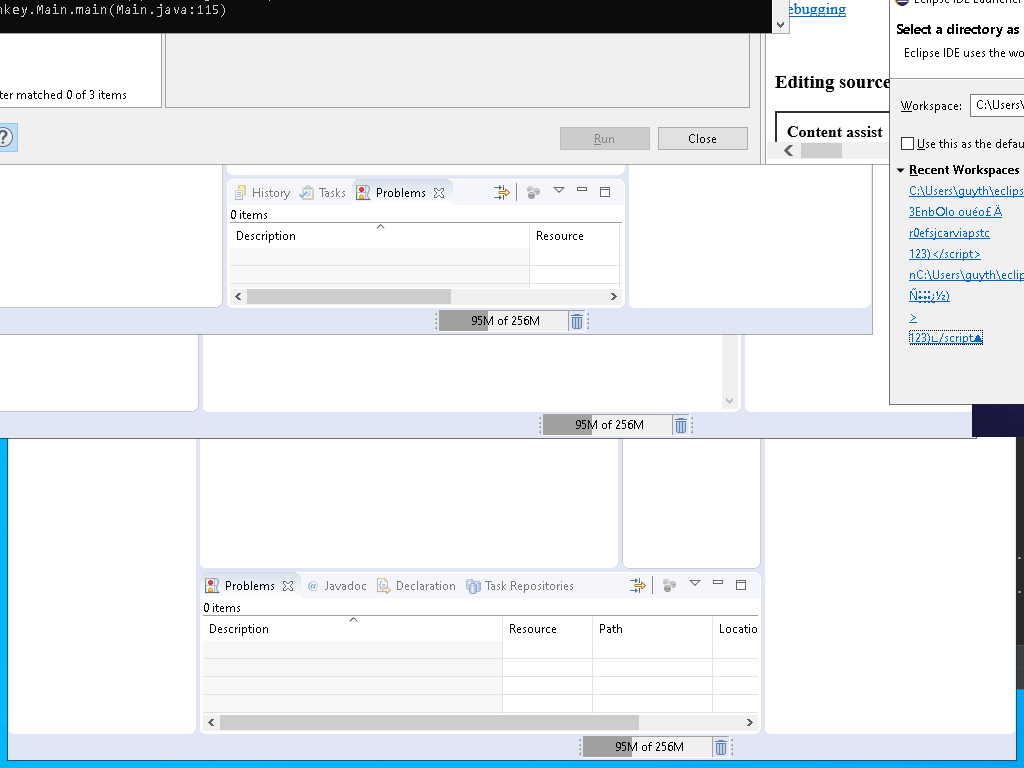 nkey.Main.main(Main.java:115)
ebugging
Eclipse IDE Launcher
Select a directory as
Eclipse IDE uses the wo
ter matched 0 of 3 items
Editing source
Workspace: C:\Users\
Content assist
Run
Close
Use this as the defau
Recent Workspaces
C:\Users\guyth\eclips
3EnbOlo ouéo£ Ä
r0efsjcarviapstc
123)</script>
nC:\Users\guyth\eclip
>
History
Tasks
Problems
0 items
Description
Resource
95M of 256M
95M of 256M
Problems
Javadoc
Declaration
Task Repositories
0 items
Description
Resource
Path
Locatio
95M of 256M